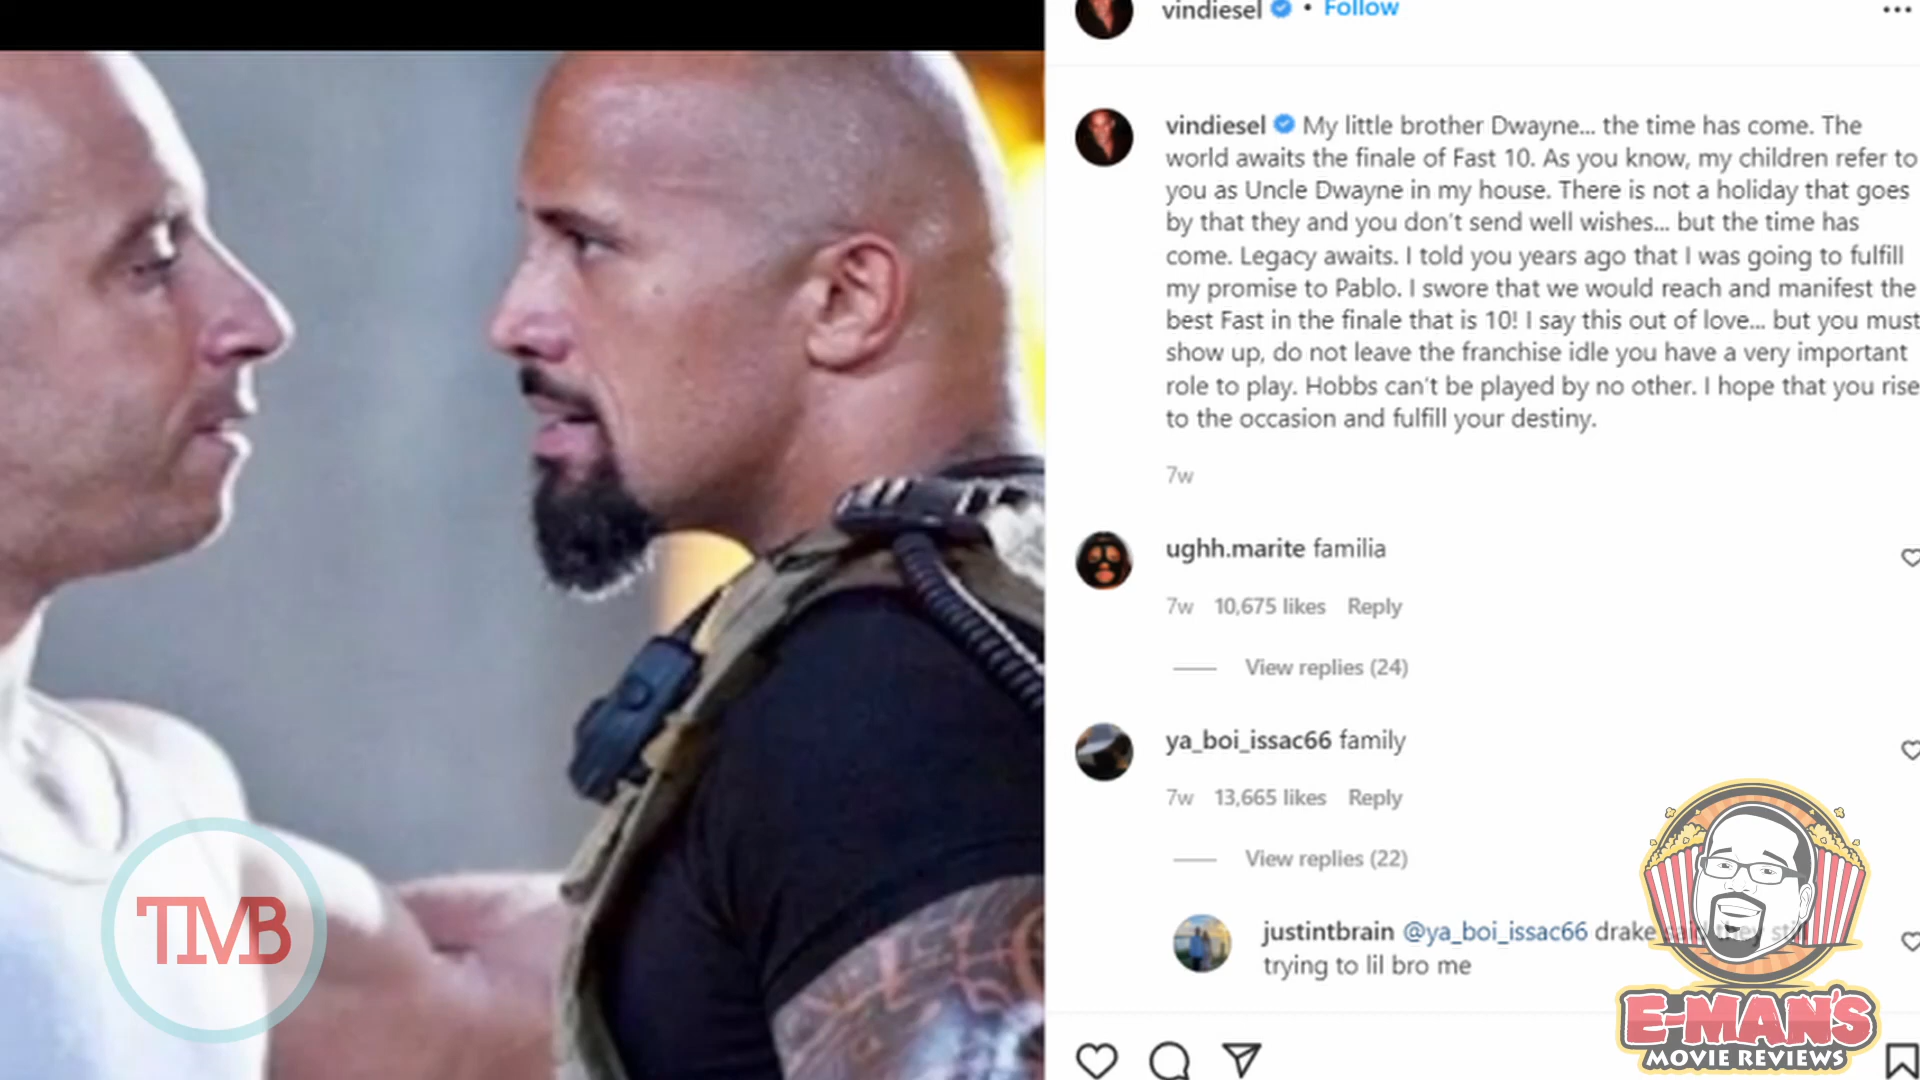 vindiesel • Follow
vindiesel My little brother Dwayne... the time has come. The
world awaits the finale of Fast 10. As you know, my children refer to
you as Uncle Dwayne in my house. There is not a holiday that goes
by that they and you don't send well wishes... but the time has
come. Legacy awaits. I told you years ago that I was going to fulfill
my promise to Pablo. I swore that we would reach and manifest the
best Fast in the finale that is 10! I say this out of love... but you must
show up, do not leave the franchise idle you have a very important
role to play. Hobbs can't be played by no other. I hope that you rise
to the occasion and fulfill your destiny.
7w
ughh.marite familia
7w 10,675 likes Reply
View replies (24)
ya_boi_issac66 family
7w 13,665 likes Reply
View replies (22)
justintbrain @ya_boi_issac66 drake said they still
trying to lil bro me
TMB
E-MAN'S
MOVIE REVIEWS